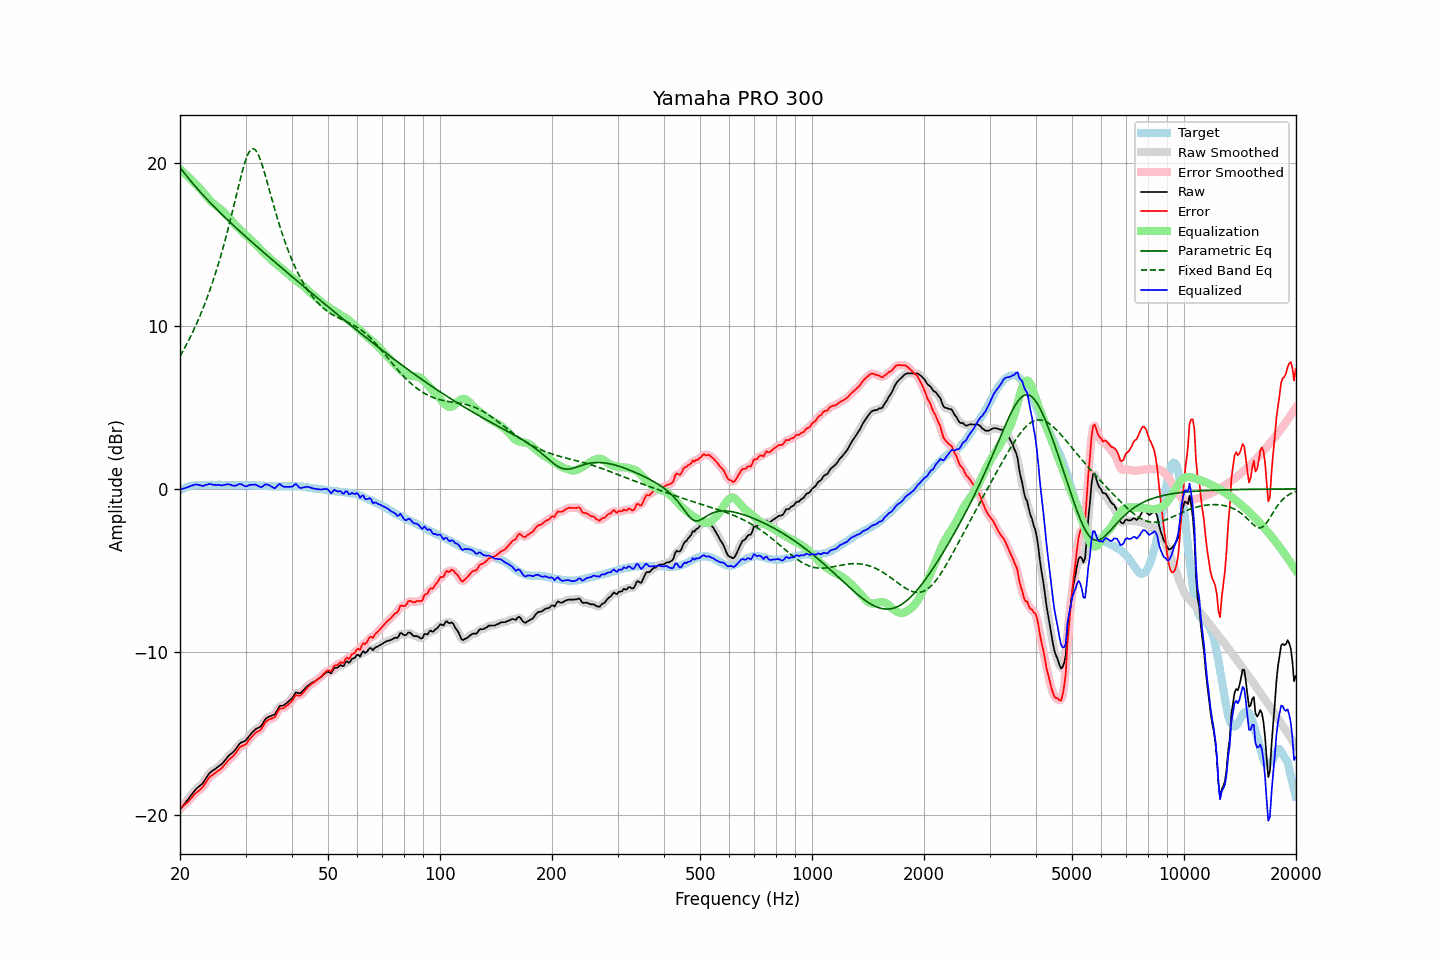 Yamaha PRO 300
Target
Raw Smoothed
Error Smoothed
Raw
Error
Equalization
Parametric Eq
Fixed Band Eq
Equalized
20
10
0
−10
−20
Amplitude (dBr)
20
50
100
200
500
1000
2000
5000
10000
20000
Frequency (Hz)